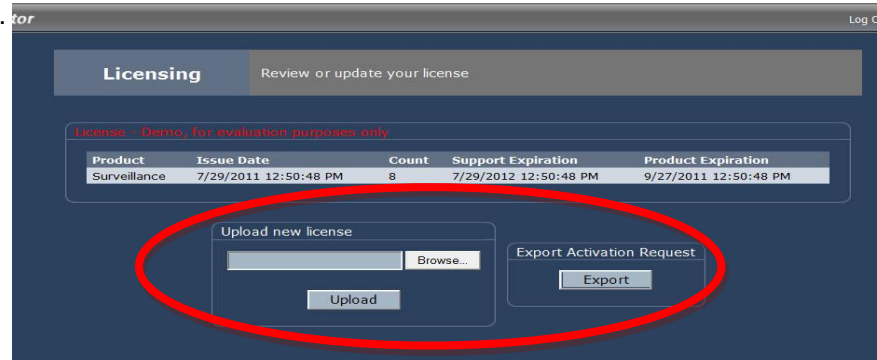 . tor
Log
Licensing
Review or update your license
License - Demo, for evaluation purposes only
Product Issue Date Count Support Expiration Product Expiration
Surveillance 7/29/2011 12:50:48 PM 8 7/29/2012 12:50:48 PM 9/27/2011 12:50:48 PM
Upload new license
Browse...
Upload
Export Activation Request
Export